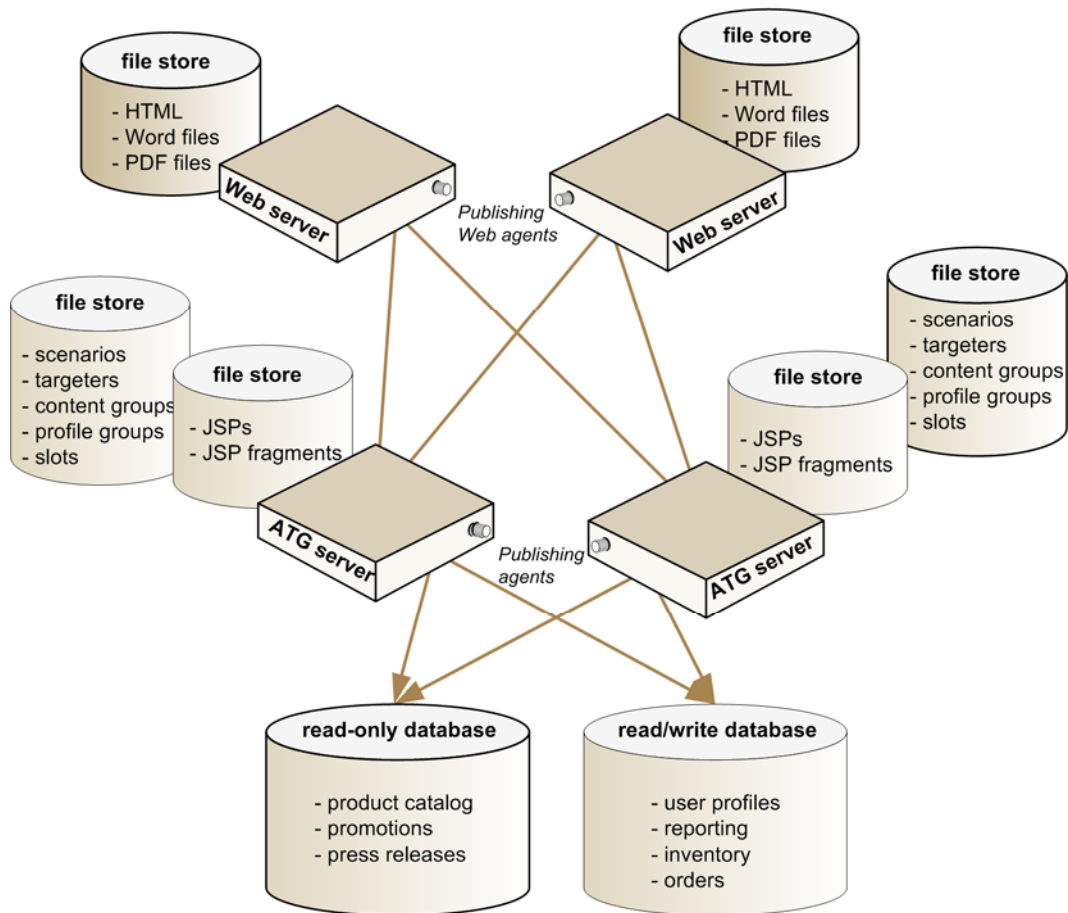 file store
- HTML
- Word files
- PDF files
file store
- HTML
- Word files
- PDF files
Web server
Publishing
Web agents
Web server
file store
- scenarios
- targeters
- content groups
- profile groups
- slots
file store
- JSPs
- JSP fragments
file store
- JSPs
- JSP fragments
file store
- scenarios
- targeters
- content groups
- profile groups
- slots
ATG server
Publishing
agents
ATG server
read-only database
- product catalog
- promotions
- press releases
read/write database
- user profiles
- reporting
- inventory
- orders